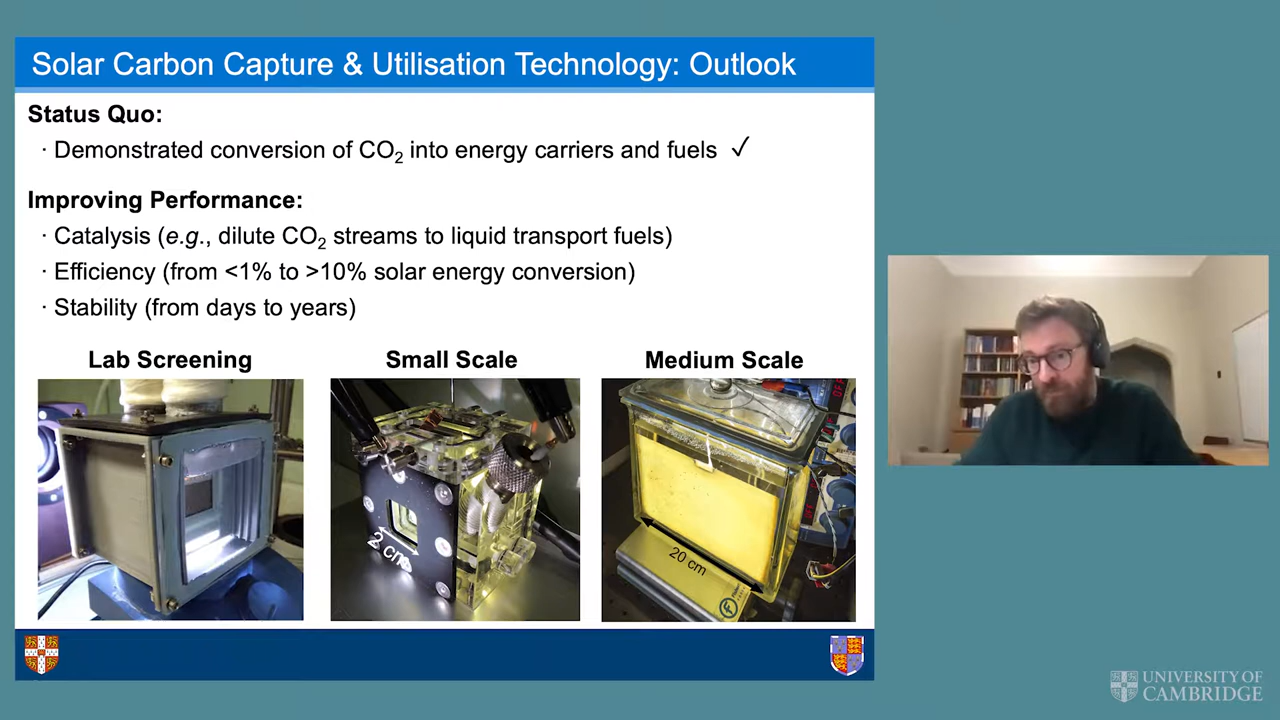 Solar Carbon Capture & Utilisation Technology: Outlook
Status Quo:
· Demonstrated conversion of CO₂ into energy carriers and fuels ✓
Improving Performance:
· Catalysis (e.g., dilute CO₂ streams to liquid transport fuels)
· Efficiency (from <1% to >10% solar energy conversion)
· Stability (from days to years)
Lab Screening
Small Scale
Medium Scale
2 cm
20 cm
UNIVERSITY OF
CAMBRIDGE